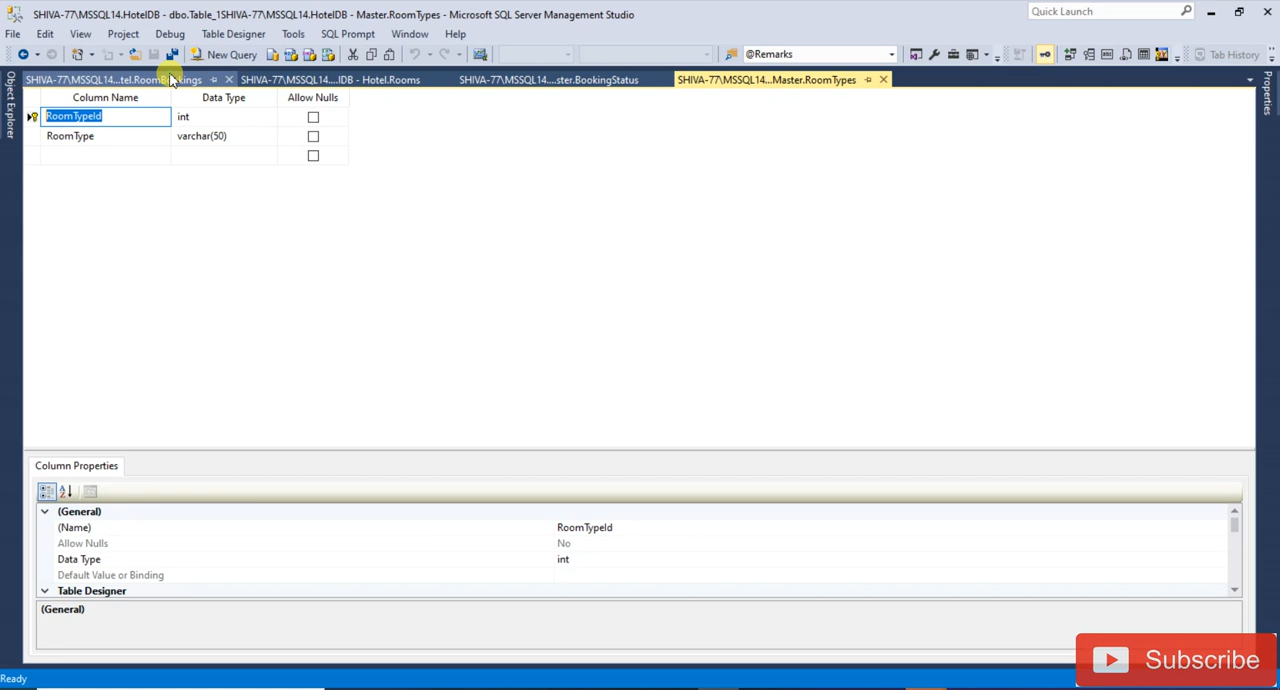 SHIVA-77\MSSQL14.HotelDB - dbo.Table_1SHIVA-77\MSSQL14.HotelDB - Master.RoomTypes - Microsoft SQL Server Management Studio
Quick Launch
File Edit View Project Debug Table Designer Tools SQL Prompt Window Help
New Query @Remarks Tab History
SHIVA-77\MSSQL14...tel.RoomBookings SHIVA-77\MSSQL14....IDB - Hotel.Rooms SHIVA-77\MSSQL14...ster.BookingStatus SHIVA-77\MSSQL14...Master.RoomTypes
Object Explorer
Properties
Column Name Data Type Allow Nulls
RoomTypeId int
RoomType varchar(50)
Column Properties
(General)
(Name) RoomTypeId
Allow Nulls No
Data Type int
Default Value or Binding
Table Designer
(General)
Subscribe
Ready